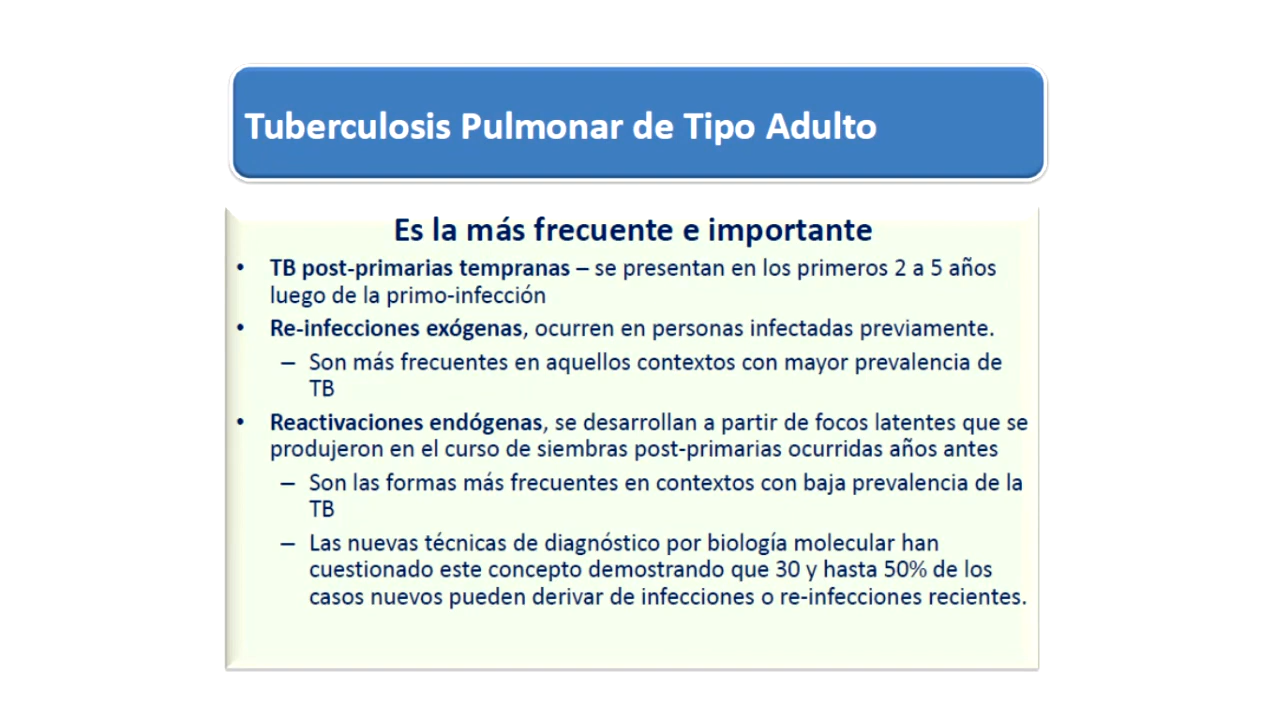 Tuberculosis Pulmonar de Tipo Adulto
Es la más frecuente e importante
• TB post-primarias tempranas – se presentan en los primeros 2 a 5 años
luego de la primo-infección
• Re-infecciones exógenas, ocurren en personas infectadas previamente.
– Son más frecuentes en aquellos contextos con mayor prevalencia de
TB
• Reactivaciones endógenas, se desarrollan a partir de focos latentes que se
produjeron en el curso de siembras post-primarias ocurridas años antes
– Son las formas más frecuentes en contextos con baja prevalencia de la
TB
– Las nuevas técnicas de diagnóstico por biología molecular han
cuestionado este concepto demostrando que 30 y hasta 50% de los
casos nuevos pueden derivar de infecciones o re-infecciones recientes.